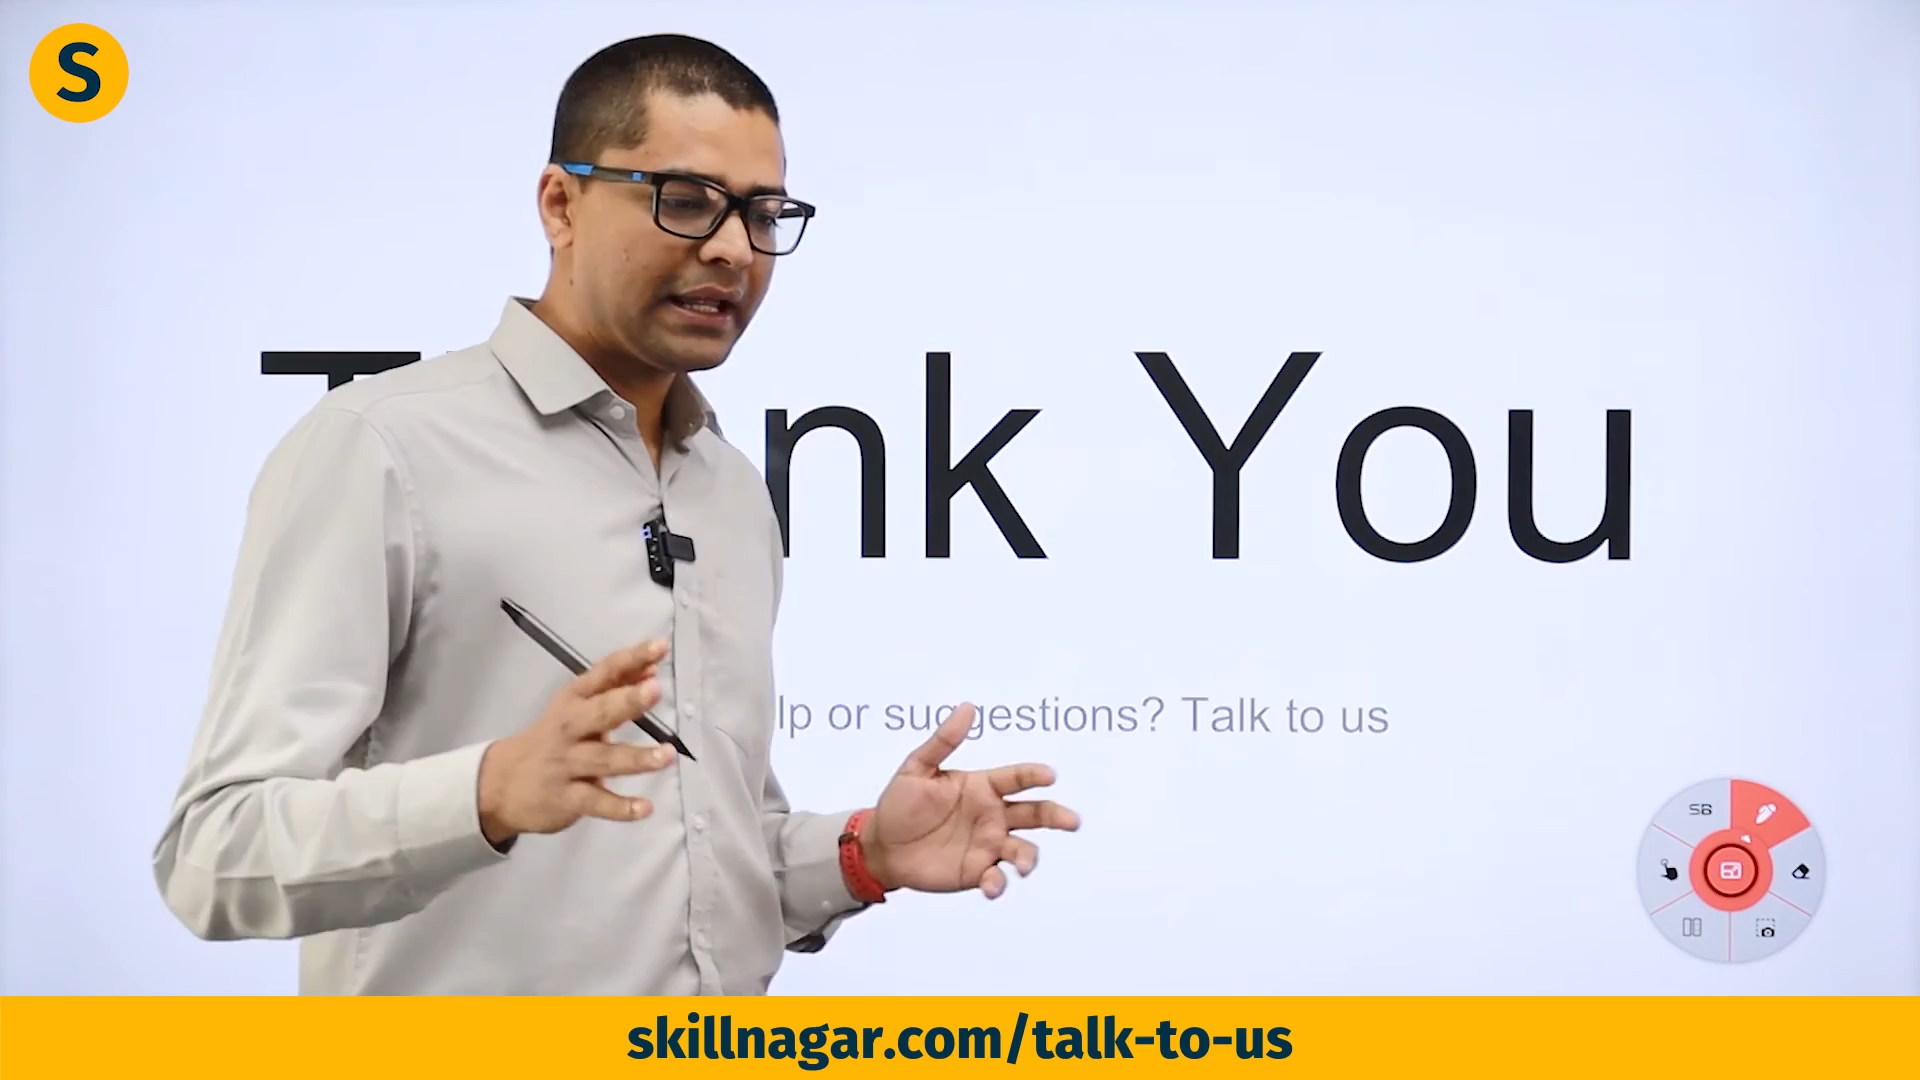 S
nk You
lp or suggestions? Talk to us
SB
skillnagar.com/talk-to-us